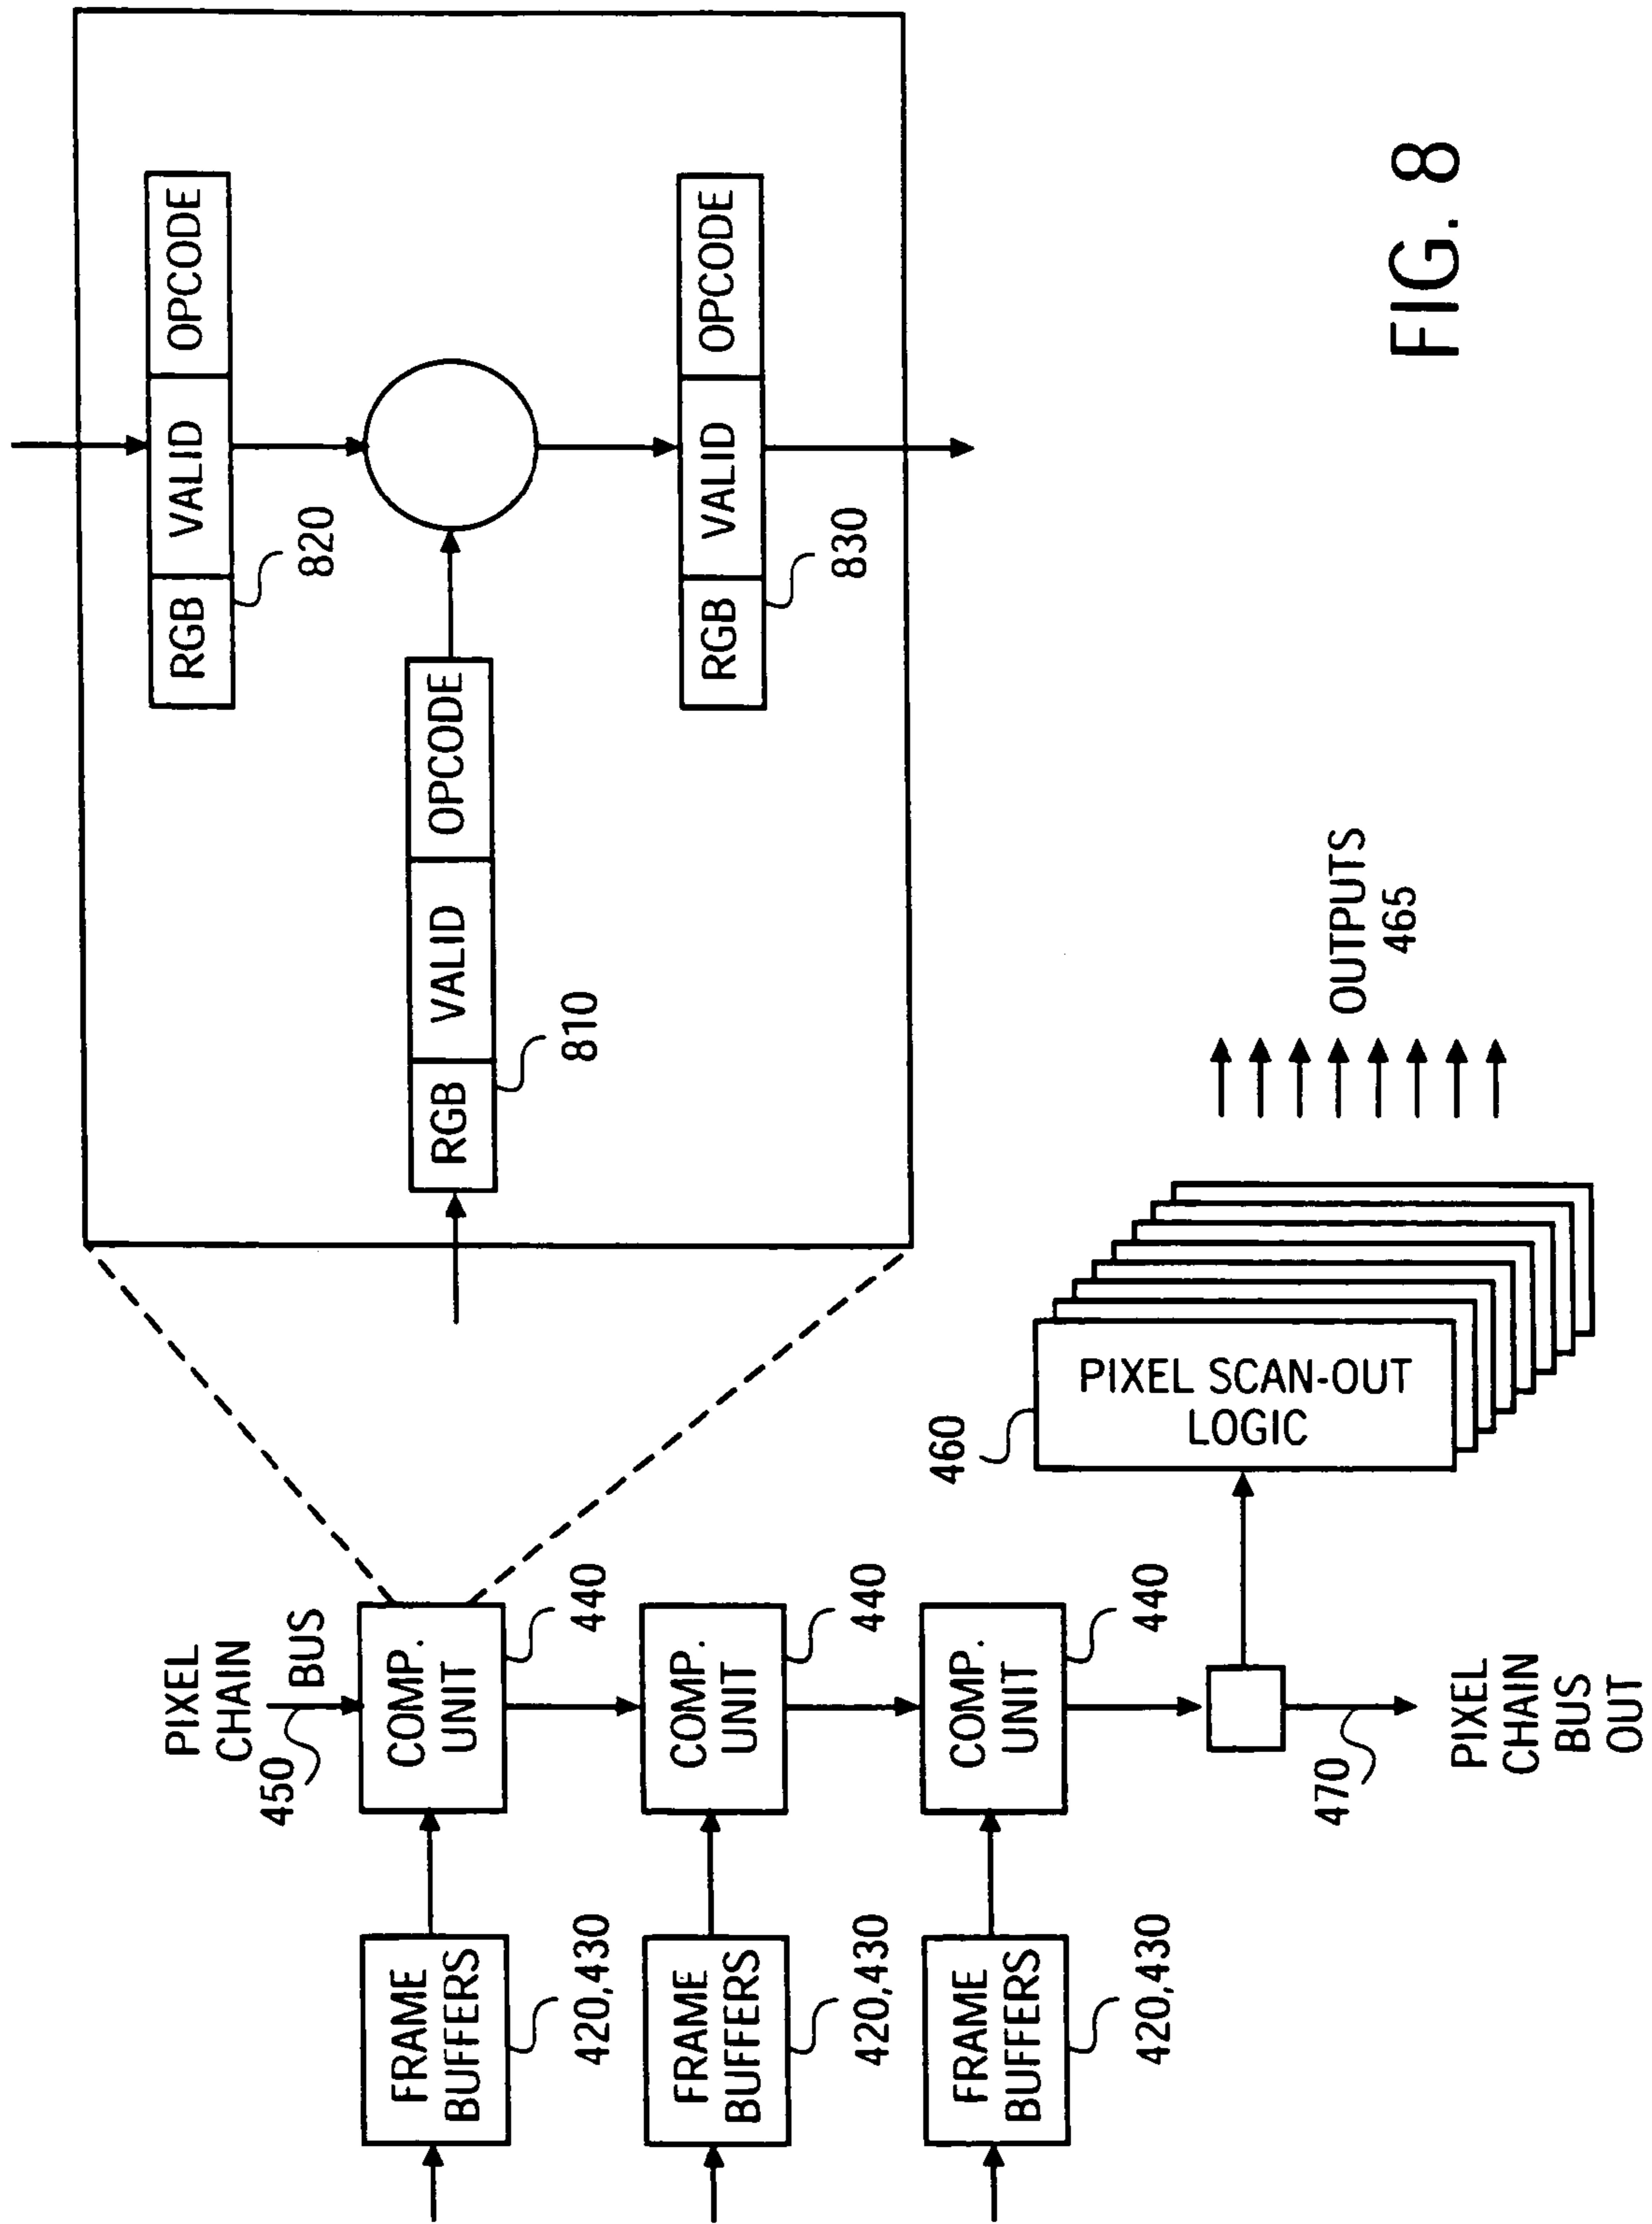 PIXEL
CHAIN
BUS
450
FRAME
BUFFERS
420,430
COMP.
UNIT
440
FRAME
BUFFERS
420,430
COMP.
UNIT
440
FRAME
BUFFERS
420,430
COMP.
UNIT
440
470
PIXEL
CHAIN
BUS
OUT
460
PIXEL SCAN-OUT
LOGIC
OUTPUTS
465
RGB VALID OPCODE
820
RGB VALID OPCODE
810
RGB VALID OPCODE
830
FIG. 8